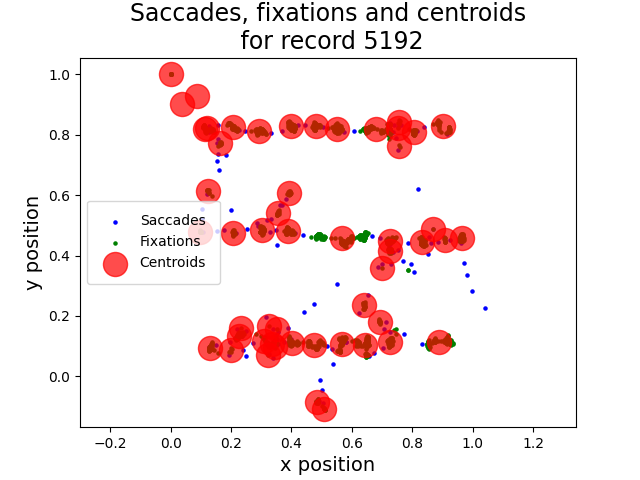 Saccades, fixations and centroids
for record 5192
1.0
0.8
0.6
0.4
0.2
0.0
y position
Saccades
Fixations
Centroids
−0.2
0.0
0.2
0.4
0.6
0.8
1.0
1.2
x position